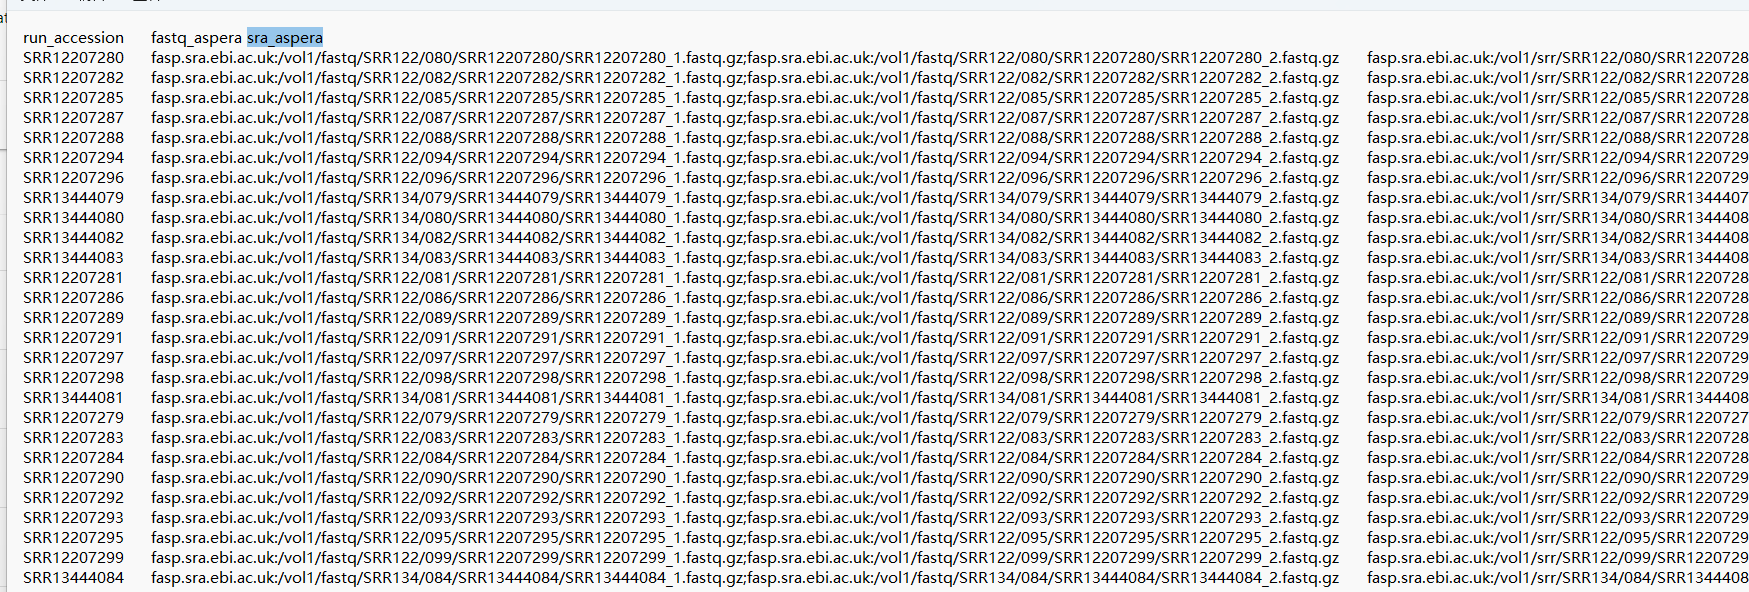 run_accession fastq_aspera sra_aspera
SRR12207280 fasp.sra.ebi.ac.uk:/vol1/fastq/SRR122/080/SRR12207280/SRR12207280_1.fastq.gz;fasp.sra.ebi.ac.uk:/vol1/fastq/SRR122/080/SRR12207280/SRR12207280_2.fastq.gz fasp.sra.ebi.ac.uk:/vol1/srr/SRR122/080/SRR1220728
SRR12207282 fasp.sra.ebi.ac.uk:/vol1/fastq/SRR122/082/SRR12207282/SRR12207282_1.fastq.gz;fasp.sra.ebi.ac.uk:/vol1/fastq/SRR122/082/SRR12207282/SRR12207282_2.fastq.gz fasp.sra.ebi.ac.uk:/vol1/srr/SRR122/082/SRR1220728
SRR12207285 fasp.sra.ebi.ac.uk:/vol1/fastq/SRR122/085/SRR12207285/SRR12207285_1.fastq.gz;fasp.sra.ebi.ac.uk:/vol1/fastq/SRR122/085/SRR12207285/SRR12207285_2.fastq.gz fasp.sra.ebi.ac.uk:/vol1/srr/SRR122/085/SRR1220728
SRR12207287 fasp.sra.ebi.ac.uk:/vol1/fastq/SRR122/087/SRR12207287/SRR12207287_1.fastq.gz;fasp.sra.ebi.ac.uk:/vol1/fastq/SRR122/087/SRR12207287/SRR12207287_2.fastq.gz fasp.sra.ebi.ac.uk:/vol1/srr/SRR122/087/SRR1220728
SRR12207288 fasp.sra.ebi.ac.uk:/vol1/fastq/SRR122/088/SRR12207288/SRR12207288_1.fastq.gz;fasp.sra.ebi.ac.uk:/vol1/fastq/SRR122/088/SRR12207288/SRR12207288_2.fastq.gz fasp.sra.ebi.ac.uk:/vol1/srr/SRR122/088/SRR1220728
SRR12207294 fasp.sra.ebi.ac.uk:/vol1/fastq/SRR122/094/SRR12207294/SRR12207294_1.fastq.gz;fasp.sra.ebi.ac.uk:/vol1/fastq/SRR122/094/SRR12207294/SRR12207294_2.fastq.gz fasp.sra.ebi.ac.uk:/vol1/srr/SRR122/094/SRR1220729
SRR12207296 fasp.sra.ebi.ac.uk:/vol1/fastq/SRR122/096/SRR12207296/SRR12207296_1.fastq.gz;fasp.sra.ebi.ac.uk:/vol1/fastq/SRR122/096/SRR12207296/SRR12207296_2.fastq.gz fasp.sra.ebi.ac.uk:/vol1/srr/SRR122/096/SRR1220729
SRR13444079 fasp.sra.ebi.ac.uk:/vol1/fastq/SRR134/079/SRR13444079/SRR13444079_1.fastq.gz;fasp.sra.ebi.ac.uk:/vol1/fastq/SRR134/079/SRR13444079/SRR13444079_2.fastq.gz fasp.sra.ebi.ac.uk:/vol1/srr/SRR134/079/SRR1344407
SRR13444080 fasp.sra.ebi.ac.uk:/vol1/fastq/SRR134/080/SRR13444080/SRR13444080_1.fastq.gz;fasp.sra.ebi.ac.uk:/vol1/fastq/SRR134/080/SRR13444080/SRR13444080_2.fastq.gz fasp.sra.ebi.ac.uk:/vol1/srr/SRR134/080/SRR1344408
SRR13444082 fasp.sra.ebi.ac.uk:/vol1/fastq/SRR134/082/SRR13444082/SRR13444082_1.fastq.gz;fasp.sra.ebi.ac.uk:/vol1/fastq/SRR134/082/SRR13444082/SRR13444082_2.fastq.gz fasp.sra.ebi.ac.uk:/vol1/srr/SRR134/082/SRR1344408
SRR13444083 fasp.sra.ebi.ac.uk:/vol1/fastq/SRR134/083/SRR13444083/SRR13444083_1.fastq.gz;fasp.sra.ebi.ac.uk:/vol1/fastq/SRR134/083/SRR13444083/SRR13444083_2.fastq.gz fasp.sra.ebi.ac.uk:/vol1/srr/SRR134/083/SRR1344408
SRR12207281 fasp.sra.ebi.ac.uk:/vol1/fastq/SRR122/081/SRR12207281/SRR12207281_1.fastq.gz;fasp.sra.ebi.ac.uk:/vol1/fastq/SRR122/081/SRR12207281/SRR12207281_2.fastq.gz fasp.sra.ebi.ac.uk:/vol1/srr/SRR122/081/SRR1220728
SRR12207286 fasp.sra.ebi.ac.uk:/vol1/fastq/SRR122/086/SRR12207286/SRR12207286_1.fastq.gz;fasp.sra.ebi.ac.uk:/vol1/fastq/SRR122/086/SRR12207286/SRR12207286_2.fastq.gz fasp.sra.ebi.ac.uk:/vol1/srr/SRR122/086/SRR1220728
SRR12207289 fasp.sra.ebi.ac.uk:/vol1/fastq/SRR122/089/SRR12207289/SRR12207289_1.fastq.gz;fasp.sra.ebi.ac.uk:/vol1/fastq/SRR122/089/SRR12207289/SRR12207289_2.fastq.gz fasp.sra.ebi.ac.uk:/vol1/srr/SRR122/089/SRR1220728
SRR12207291 fasp.sra.ebi.ac.uk:/vol1/fastq/SRR122/091/SRR12207291/SRR12207291_1.fastq.gz;fasp.sra.ebi.ac.uk:/vol1/fastq/SRR122/091/SRR12207291/SRR12207291_2.fastq.gz fasp.sra.ebi.ac.uk:/vol1/srr/SRR122/091/SRR1220729
SRR12207297 fasp.sra.ebi.ac.uk:/vol1/fastq/SRR122/097/SRR12207297/SRR12207297_1.fastq.gz;fasp.sra.ebi.ac.uk:/vol1/fastq/SRR122/097/SRR12207297/SRR12207297_2.fastq.gz fasp.sra.ebi.ac.uk:/vol1/srr/SRR122/097/SRR1220729
SRR12207298 fasp.sra.ebi.ac.uk:/vol1/fastq/SRR122/098/SRR12207298/SRR12207298_1.fastq.gz;fasp.sra.ebi.ac.uk:/vol1/fastq/SRR122/098/SRR12207298/SRR12207298_2.fastq.gz fasp.sra.ebi.ac.uk:/vol1/srr/SRR122/098/SRR1220729
SRR13444081 fasp.sra.ebi.ac.uk:/vol1/fastq/SRR134/081/SRR13444081/SRR13444081_1.fastq.gz;fasp.sra.ebi.ac.uk:/vol1/fastq/SRR134/081/SRR13444081/SRR13444081_2.fastq.gz fasp.sra.ebi.ac.uk:/vol1/srr/SRR134/081/SRR1344408
SRR12207279 fasp.sra.ebi.ac.uk:/vol1/fastq/SRR122/079/SRR12207279/SRR12207279_1.fastq.gz;fasp.sra.ebi.ac.uk:/vol1/fastq/SRR122/079/SRR12207279/SRR12207279_2.fastq.gz fasp.sra.ebi.ac.uk:/vol1/srr/SRR122/079/SRR1220727
SRR12207283 fasp.sra.ebi.ac.uk:/vol1/fastq/SRR122/083/SRR12207283/SRR12207283_1.fastq.gz;fasp.sra.ebi.ac.uk:/vol1/fastq/SRR122/083/SRR12207283/SRR12207283_2.fastq.gz fasp.sra.ebi.ac.uk:/vol1/srr/SRR122/083/SRR1220728
SRR12207284 fasp.sra.ebi.ac.uk:/vol1/fastq/SRR122/084/SRR12207284/SRR12207284_1.fastq.gz;fasp.sra.ebi.ac.uk:/vol1/fastq/SRR122/084/SRR12207284/SRR12207284_2.fastq.gz fasp.sra.ebi.ac.uk:/vol1/srr/SRR122/084/SRR1220728
SRR12207290 fasp.sra.ebi.ac.uk:/vol1/fastq/SRR122/090/SRR12207290/SRR12207290_1.fastq.gz;fasp.sra.ebi.ac.uk:/vol1/fastq/SRR122/090/SRR12207290/SRR12207290_2.fastq.gz fasp.sra.ebi.ac.uk:/vol1/srr/SRR122/090/SRR1220729
SRR12207292 fasp.sra.ebi.ac.uk:/vol1/fastq/SRR122/092/SRR12207292/SRR12207292_1.fastq.gz;fasp.sra.ebi.ac.uk:/vol1/fastq/SRR122/092/SRR12207292/SRR12207292_2.fastq.gz fasp.sra.ebi.ac.uk:/vol1/srr/SRR122/092/SRR1220729
SRR12207293 fasp.sra.ebi.ac.uk:/vol1/fastq/SRR122/093/SRR12207293/SRR12207293_1.fastq.gz;fasp.sra.ebi.ac.uk:/vol1/fastq/SRR122/093/SRR12207293/SRR12207293_2.fastq.gz fasp.sra.ebi.ac.uk:/vol1/srr/SRR122/093/SRR1220729
SRR12207295 fasp.sra.ebi.ac.uk:/vol1/fastq/SRR122/095/SRR12207295/SRR12207295_1.fastq.gz;fasp.sra.ebi.ac.uk:/vol1/fastq/SRR122/095/SRR12207295/SRR12207295_2.fastq.gz fasp.sra.ebi.ac.uk:/vol1/srr/SRR122/095/SRR1220729
SRR12207299 fasp.sra.ebi.ac.uk:/vol1/fastq/SRR122/099/SRR12207299/SRR12207299_1.fastq.gz;fasp.sra.ebi.ac.uk:/vol1/fastq/SRR122/099/SRR12207299/SRR12207299_2.fastq.gz fasp.sra.ebi.ac.uk:/vol1/srr/SRR122/099/SRR1220729
SRR13444084 fasp.sra.ebi.ac.uk:/vol1/fastq/SRR134/084/SRR13444084/SRR13444084_1.fastq.gz;fasp.sra.ebi.ac.uk:/vol1/fastq/SRR134/084/SRR13444084/SRR13444084_2.fastq.gz fasp.sra.ebi.ac.uk:/vol1/srr/SRR134/084/SRR1344408